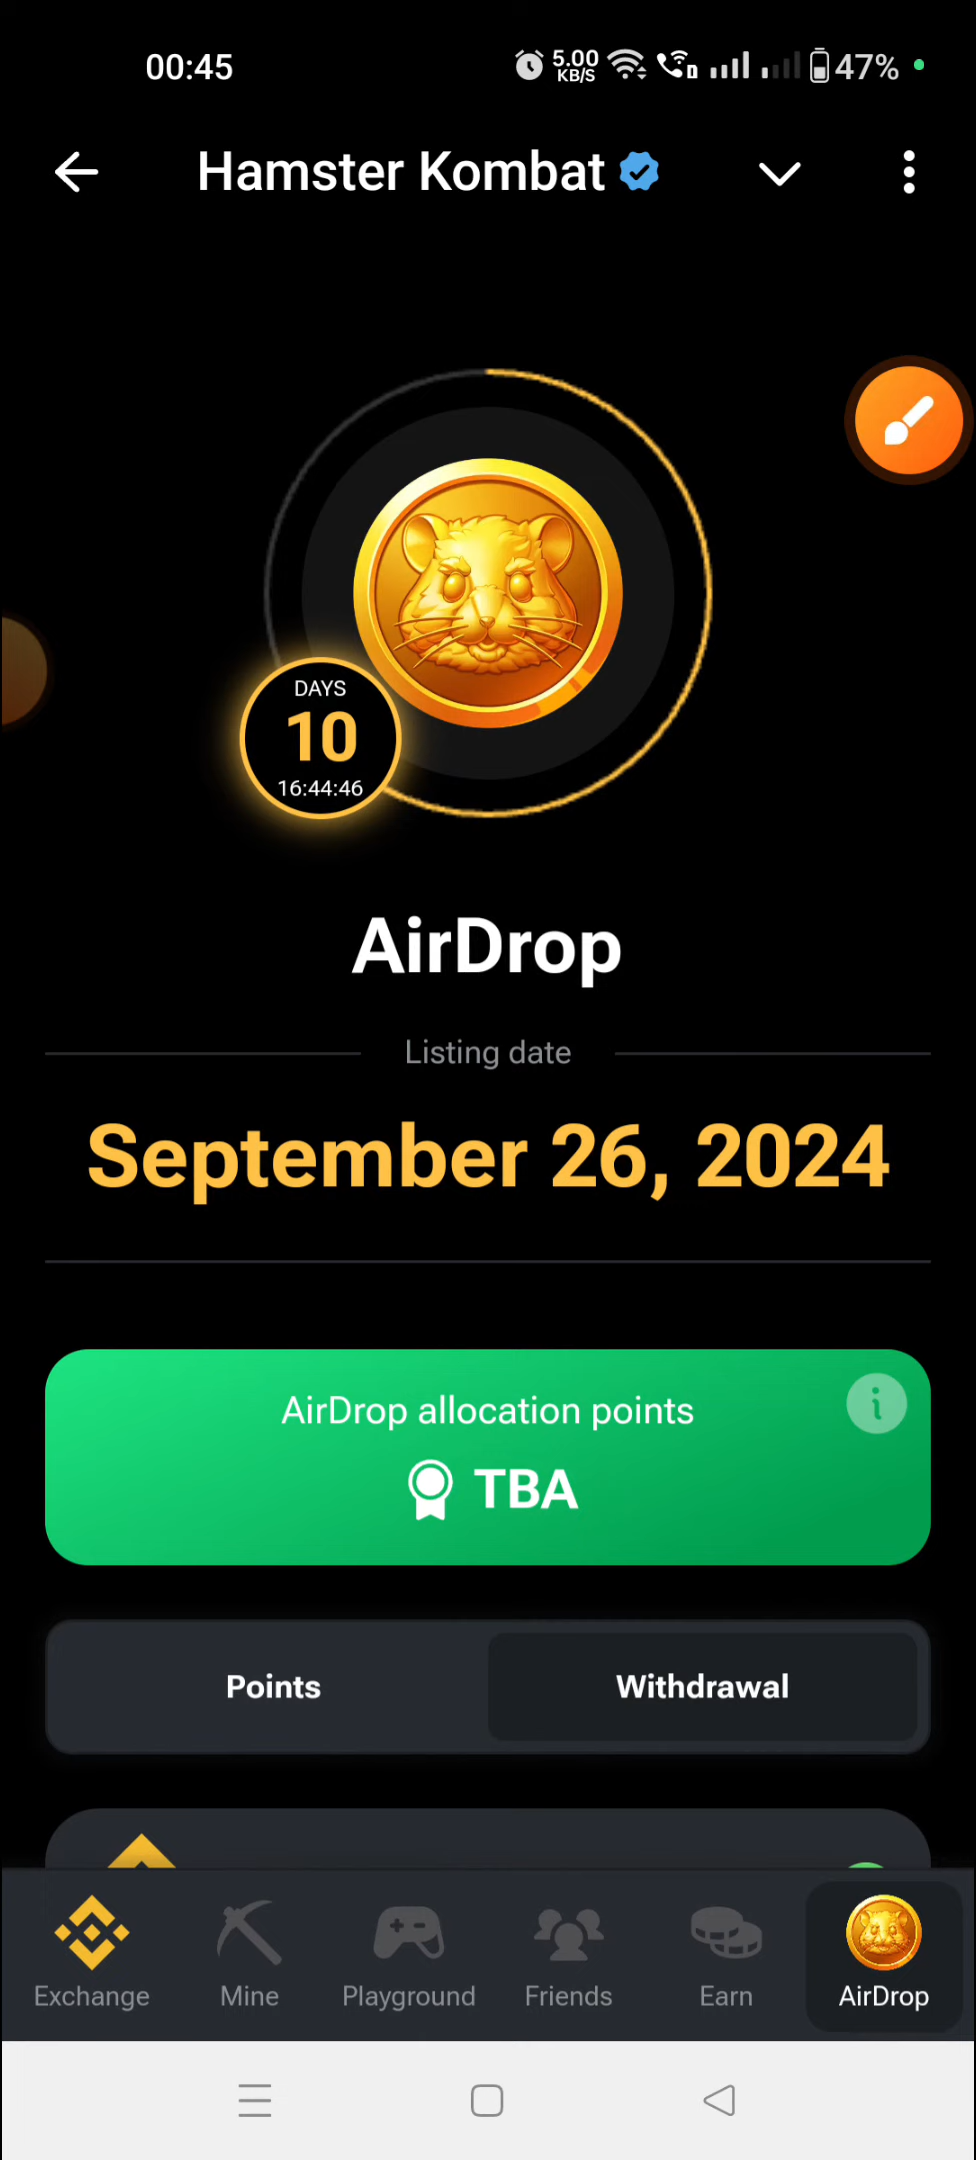 00:45 5.00 KB/S 47%
Hamster Kombat
DAYS
10
16:44:46
AirDrop
Listing date
September 26, 2024
AirDrop allocation points
TBA
Points Withdrawal
Exchange Mine Playground Friends Earn AirDrop